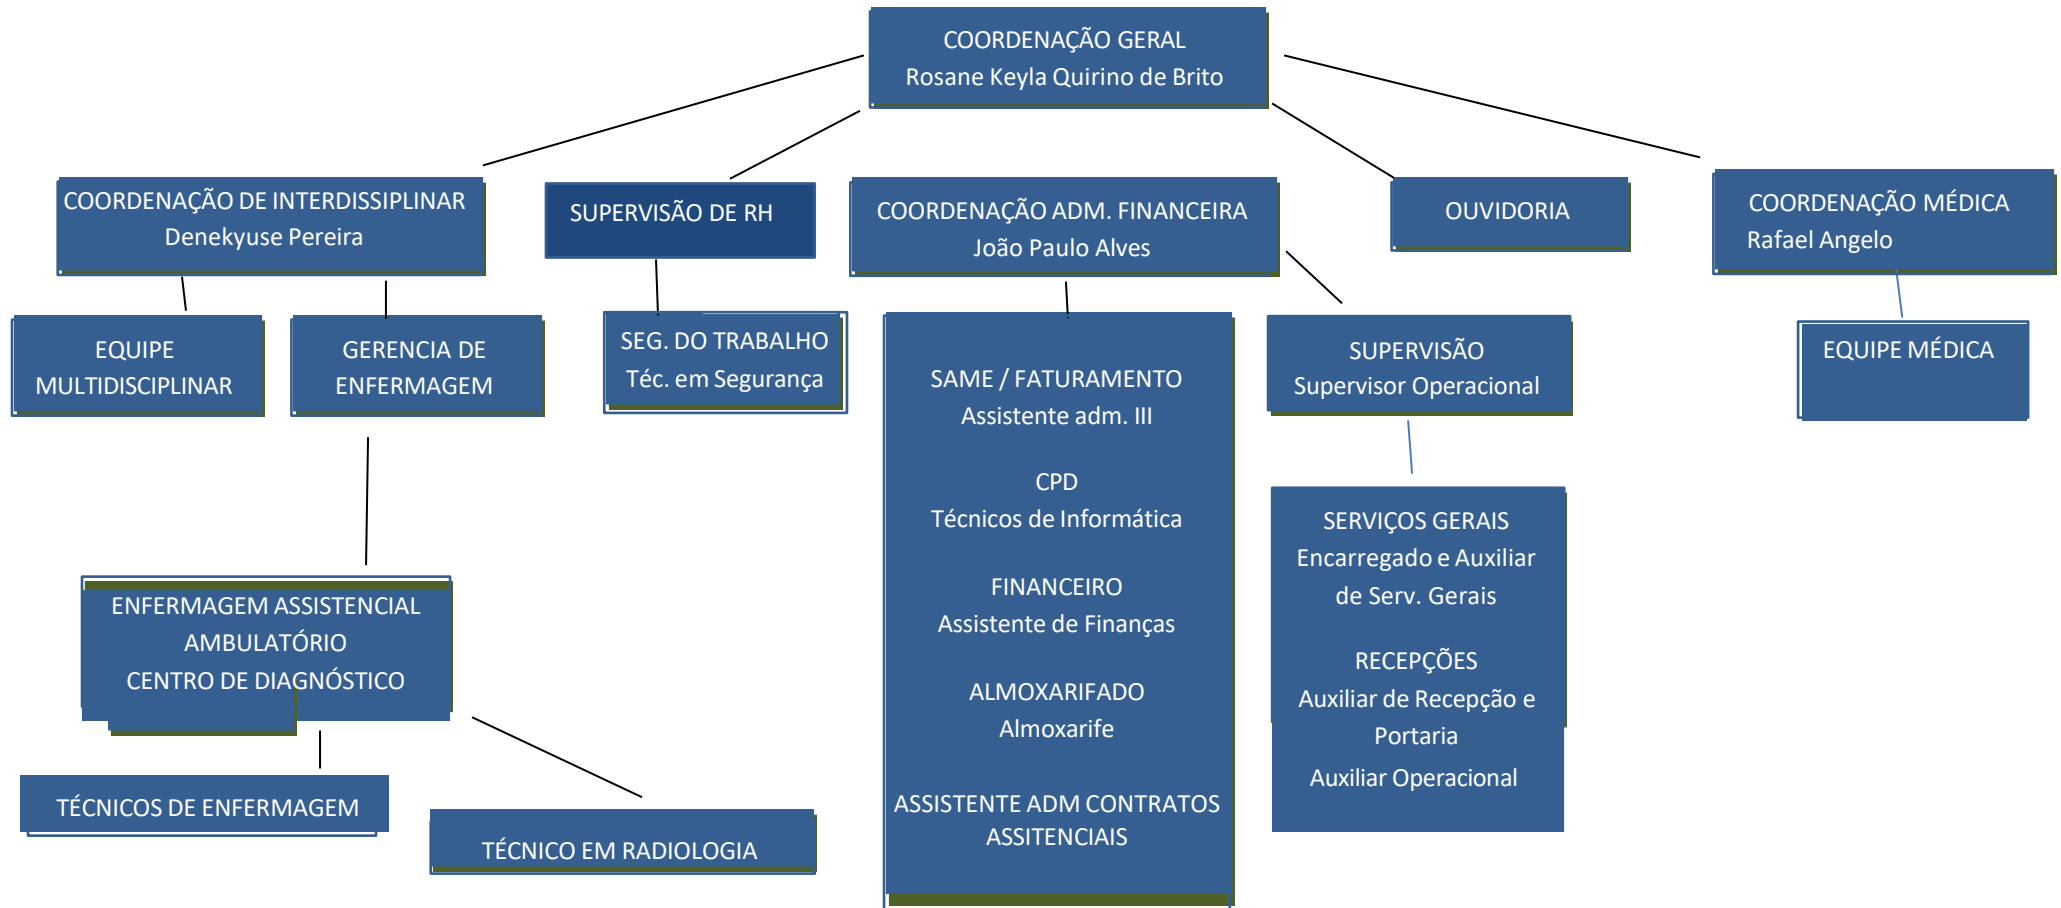 COORDENAÇÃO GERAL
Rosane Keyla Quirino de Brito
COORDENAÇÃO DE INTERDISSIPLINAR
Denekyuse Pereira
SUPERVISÃO DE RH
COORDENAÇÃO ADM. FINANCEIRA
João Paulo Alves
OUVIDORIA
COORDENAÇÃO MÉDICA
Rafael Angelo
EQUIPE
MULTIDISCIPLINAR
GERENCIA DE
ENFERMAGEM
SEG. DO TRABALHO
Téc. em Segurança
SAME / FATURAMENTO
Assistente adm. III
CPD
Técnicos de Informática
FINANCEIRO
Assistente de Finanças
ALMOXARIFADO
Almoxarife
ASSISTENTE ADM CONTRATOS
ASSITENCIAIS
SUPERVISÃO
Supervisor Operacional
EQUIPE MÉDICA
SERVIÇOS GERAIS
Encarregado e Auxiliar
de Serv. Gerais
RECEPÇÕES
Auxiliar de Recepção e
Portaria
Auxiliar Operacional
ENFERMAGEM ASSISTENCIAL
AMBULATÓRIO
CENTRO DE DIAGNÓSTICO
TÉCNICOS DE ENFERMAGEM
TÉCNICO EM RADIOLOGIA